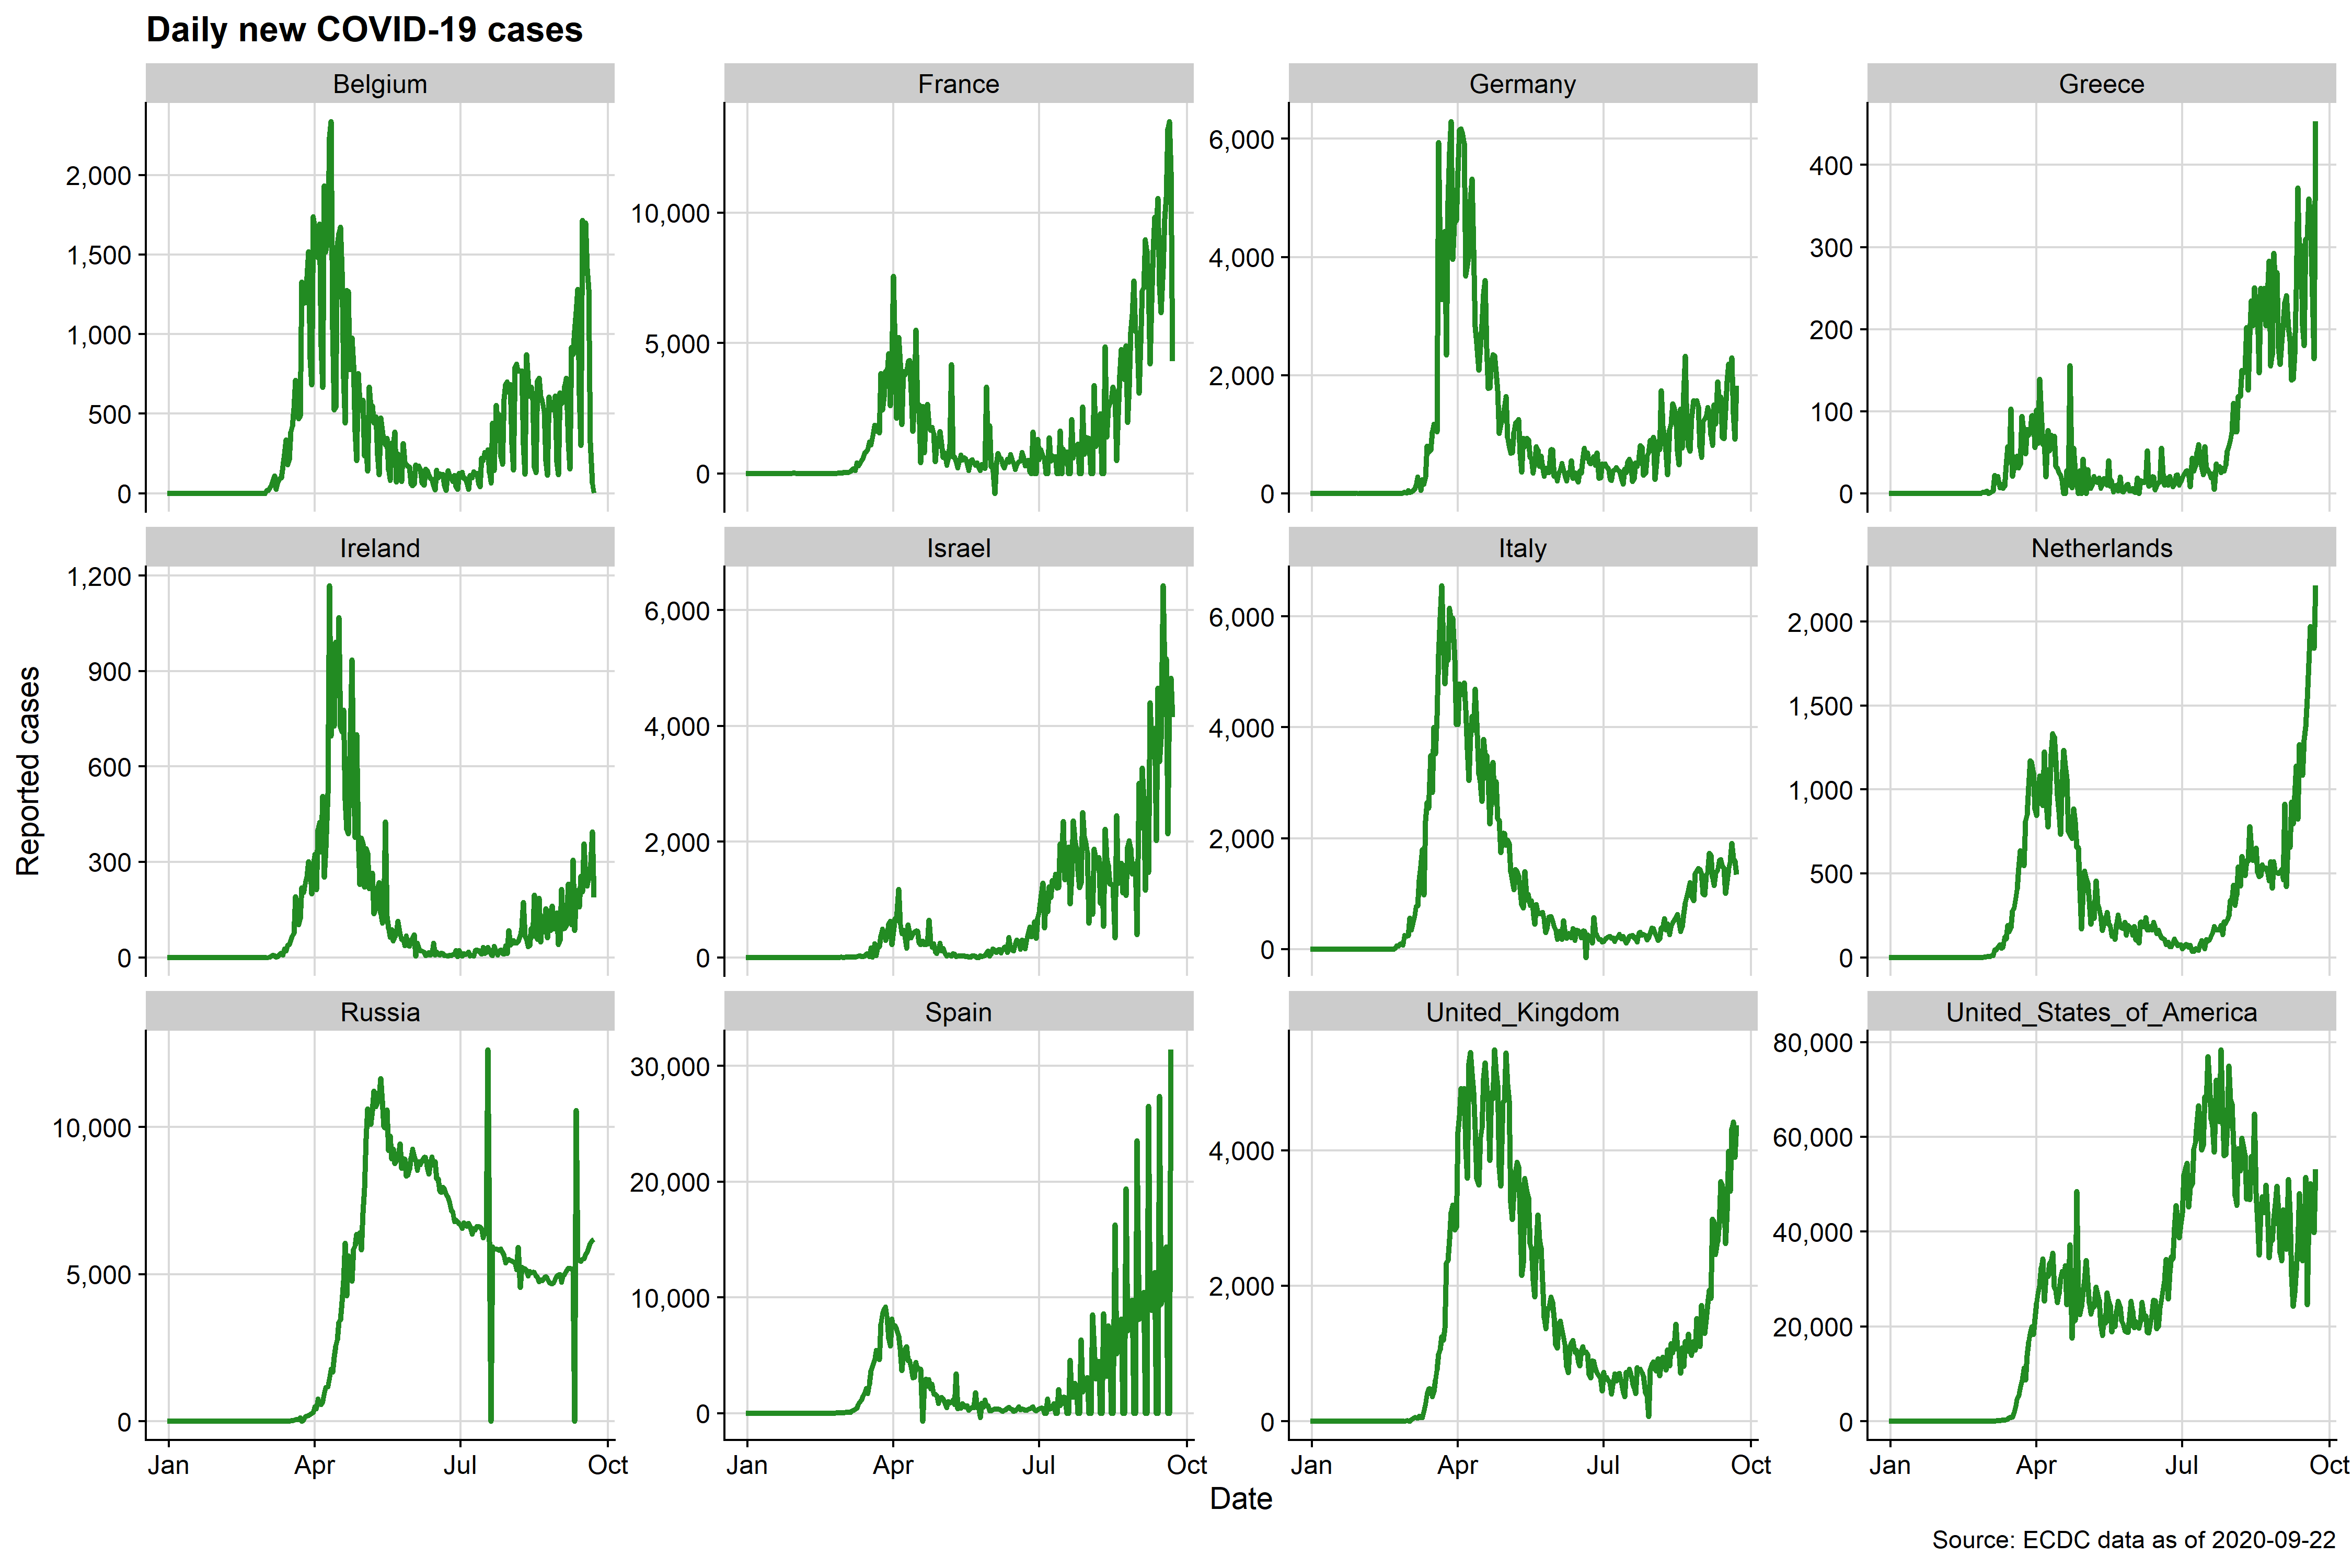 Daily new COVID-19 cases
Belgium
France
Germany
Greece
2,000
1,500
1,000
500
0
10,000
5,000
0
6,000
4,000
2,000
0
400
300
200
100
0
Ireland
Israel
Italy
Netherlands
1,200
900
600
300
0
6,000
4,000
2,000
0
6,000
4,000
2,000
0
2,000
1,500
1,000
500
0
Reported cases
Russia
Spain
United_Kingdom
United_States_of_America
10,000
5,000
0
30,000
20,000
10,000
0
4,000
2,000
0
80,000
60,000
40,000
20,000
0
Jan Apr Jul Oct
Jan Apr Jul Oct
Jan Apr Jul Oct
Jan Apr Jul Oct
Date
Source: ECDC data as of 2020-09-22